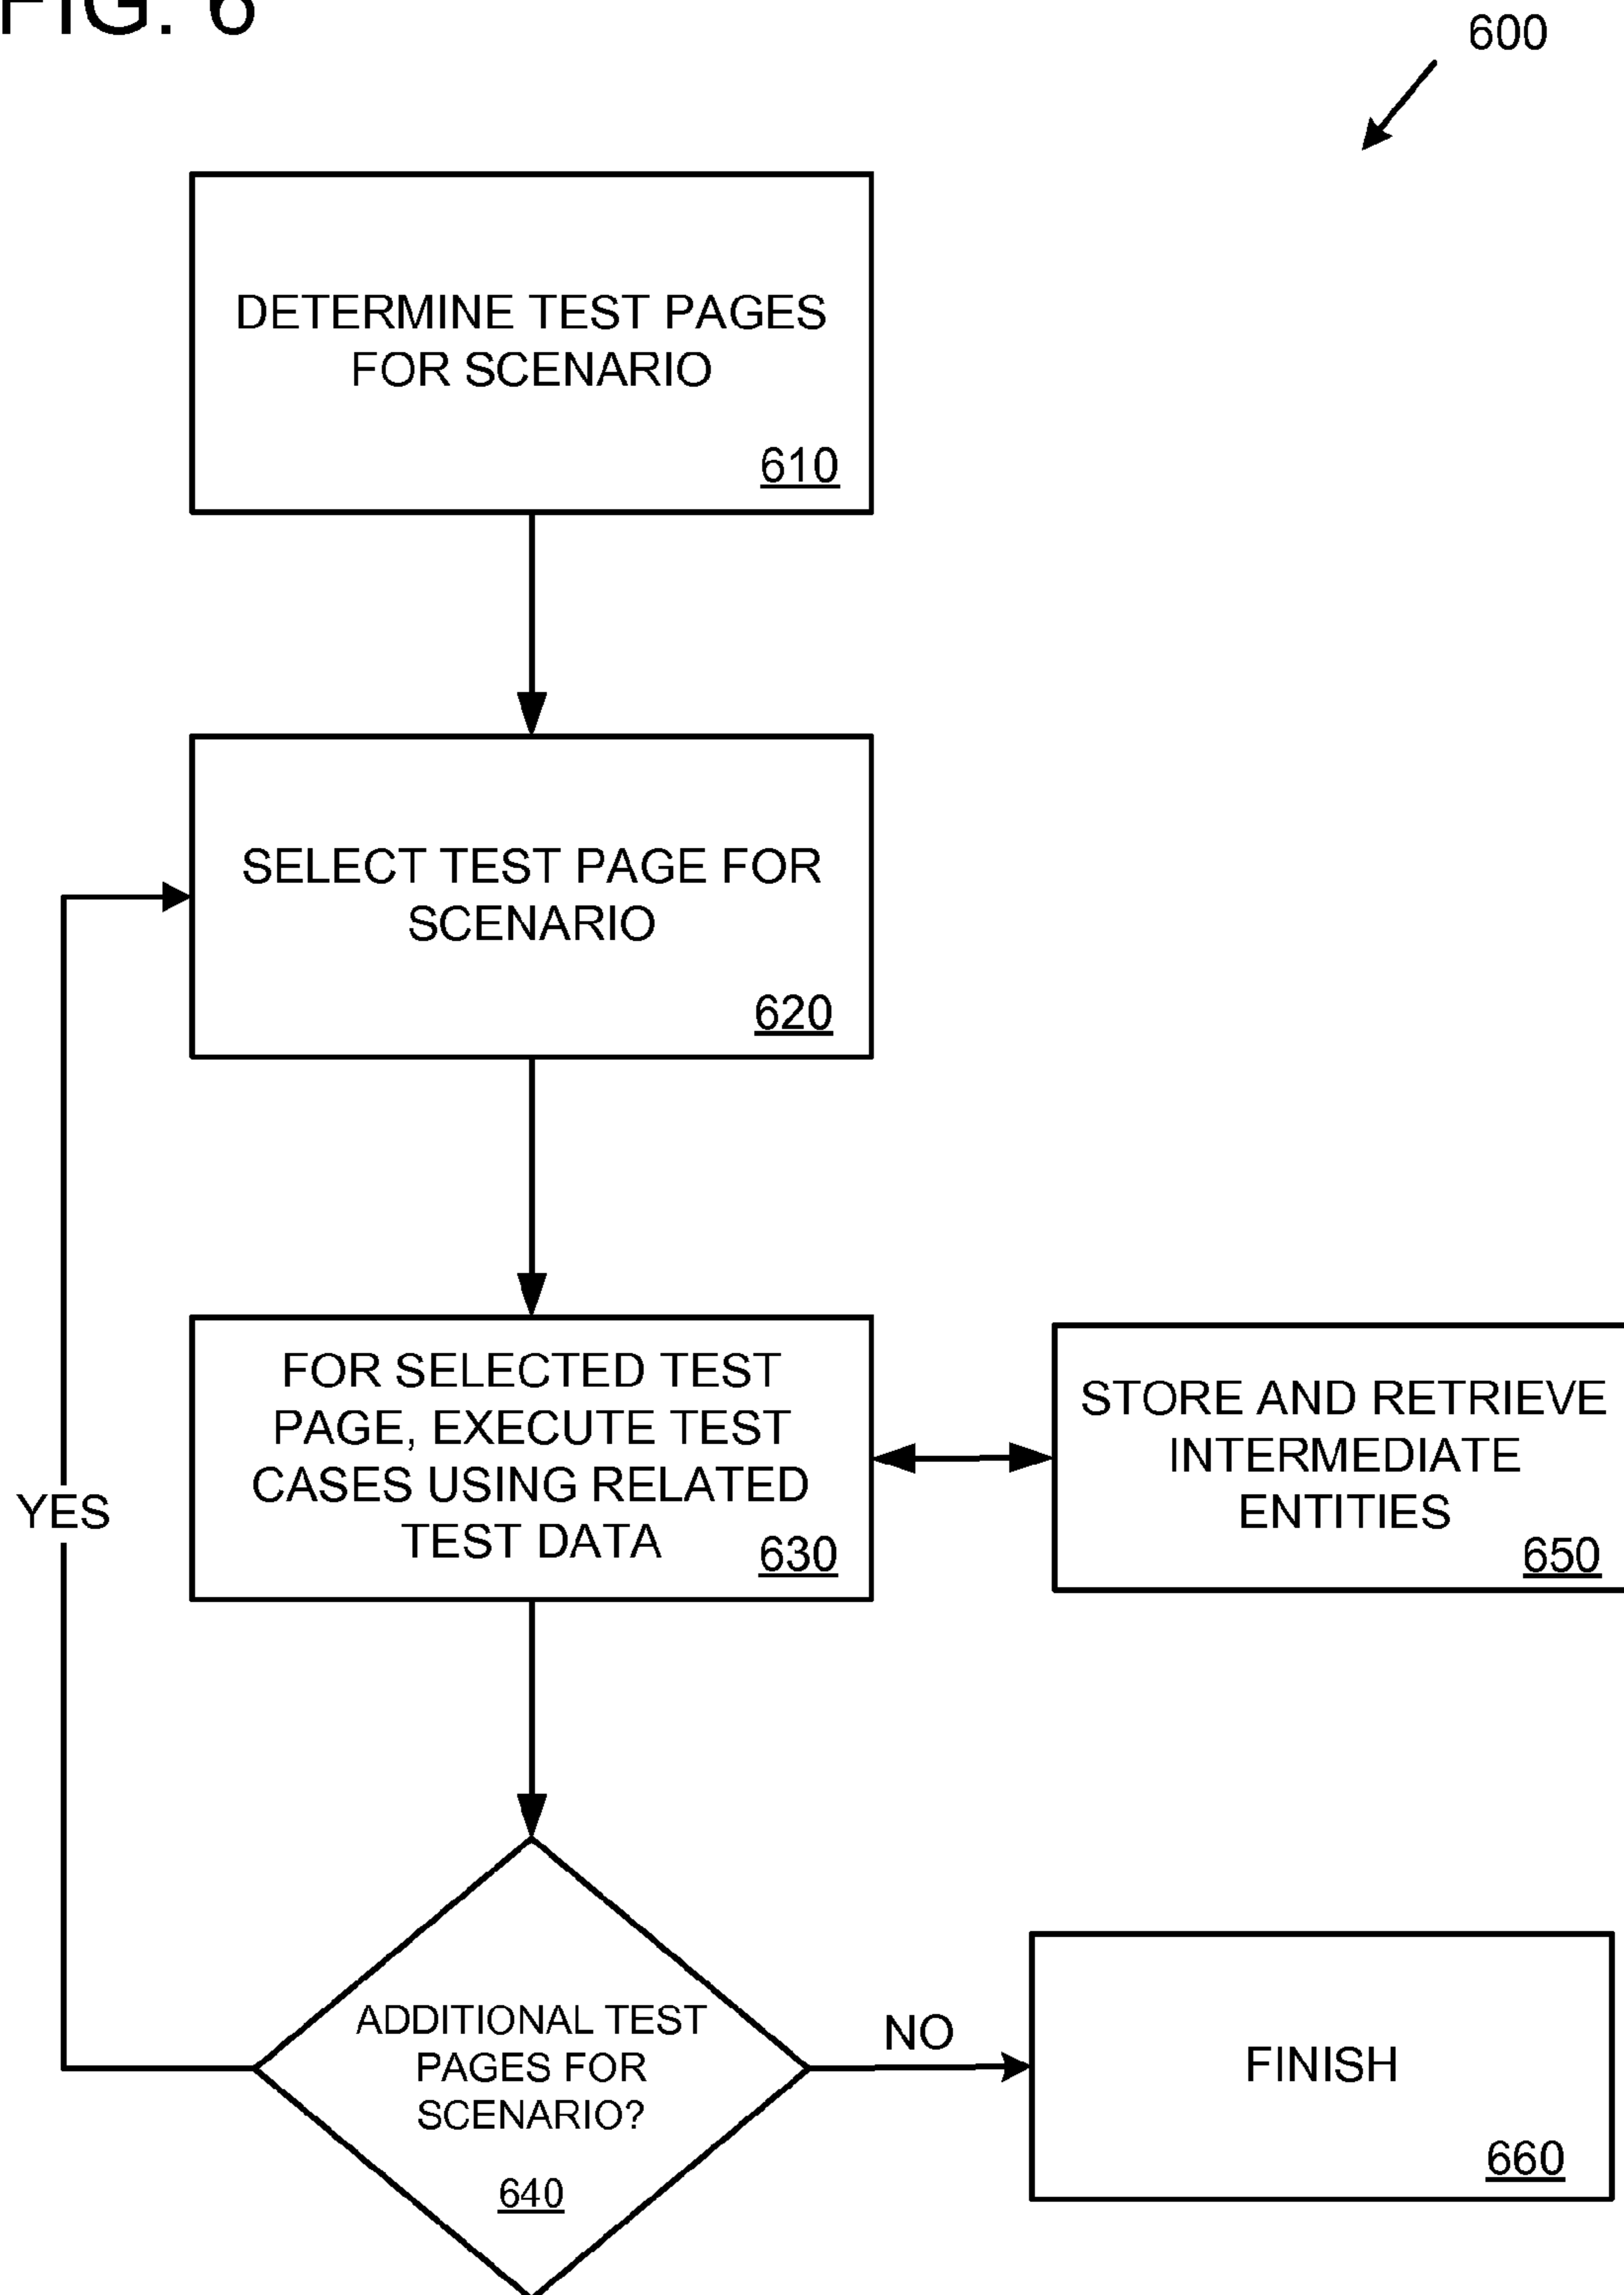 FIG. 6
600
DETERMINE TEST PAGES
FOR SCENARIO
610
SELECT TEST PAGE FOR
SCENARIO
620
FOR SELECTED TEST
PAGE, EXECUTE TEST
CASES USING RELATED
TEST DATA
630
STORE AND RETRIEVE
INTERMEDIATE
ENTITIES
650
YES
ADDITIONAL TEST
PAGES FOR
SCENARIO?
640
NO
FINISH
660